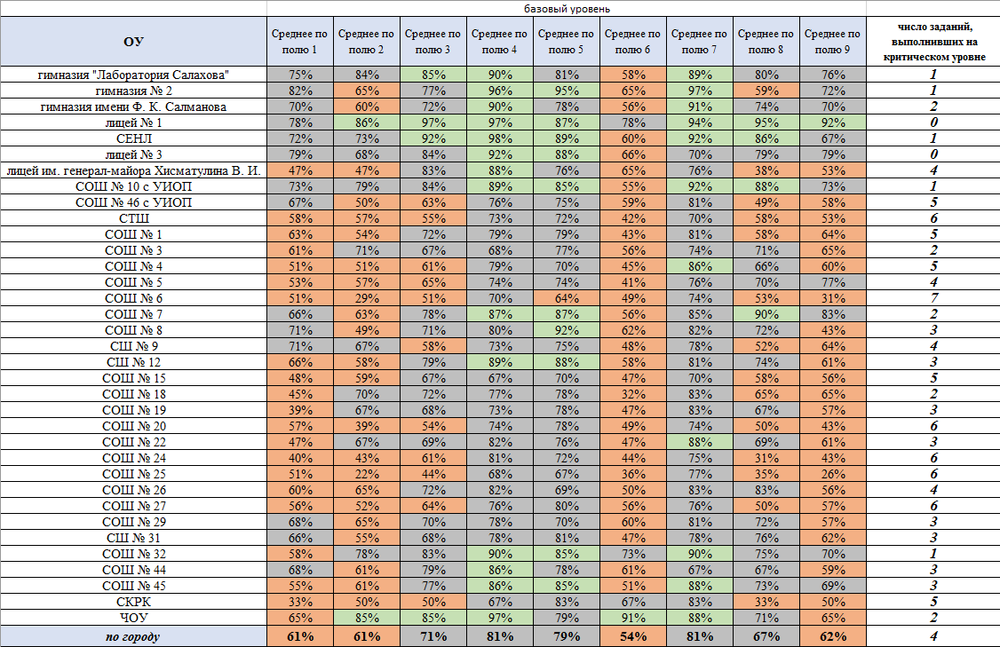 базовый уровень
ОУ Среднее по полю 1 Среднее по полю 2 Среднее по полю 3 Среднее по полю 4 Среднее по полю 5 Среднее по полю 6 Среднее по полю 7 Среднее по полю 8 Среднее по полю 9 число заданий, выполнивших на критическом уровне
гимназия "Лаборатория Салахова" 75% 84% 85% 90% 81% 58% 89% 80% 76% 1
гимназия № 2 82% 65% 77% 96% 95% 65% 97% 59% 72% 1
гимназия имени Ф. К. Салманова 70% 60% 72% 90% 78% 56% 91% 74% 70% 2
лицей № 1 78% 86% 97% 97% 87% 78% 94% 95% 92% 0
СЕНЛ 72% 73% 92% 98% 89% 60% 92% 86% 67% 1
лицей № 3 79% 68% 84% 92% 88% 66% 70% 79% 79% 0
лицей им. генерал-майора Хисматулина В. И. 47% 47% 83% 88% 76% 65% 76% 38% 53% 4
СОШ № 10 с УИОП 73% 79% 84% 89% 85% 55% 92% 88% 73% 1
СОШ № 46 с УИОП 67% 50% 63% 76% 75% 59% 81% 49% 58% 5
СТШ 58% 57% 55% 73% 72% 42% 70% 58% 53% 6
СОШ № 1 63% 54% 72% 79% 79% 43% 81% 58% 64% 5
СОШ № 3 61% 71% 67% 68% 77% 56% 74% 71% 65% 2
СОШ № 4 51% 51% 61% 79% 70% 45% 86% 66% 60% 5
СОШ № 5 53% 57% 65% 74% 74% 41% 76% 70% 77% 4
СОШ № 6 51% 29% 51% 70% 64% 49% 74% 53% 31% 7
СОШ № 7 66% 63% 78% 87% 87% 56% 85% 90% 83% 2
СОШ № 8 71% 49% 71% 80% 92% 62% 82% 72% 43% 3
СШ № 9 71% 67% 58% 73% 75% 48% 78% 52% 64% 4
СШ № 12 66% 58% 79% 89% 88% 58% 81% 74% 61% 3
СОШ № 15 48% 59% 67% 67% 70% 47% 70% 58% 56% 5
СОШ № 18 45% 70% 72% 77% 78% 32% 83% 65% 65% 2
СОШ № 19 39% 67% 68% 73% 78% 47% 83% 67% 57% 3
СОШ № 20 57% 39% 54% 74% 78% 49% 74% 50% 43% 6
СОШ № 22 47% 67% 69% 82% 76% 47% 88% 69% 61% 3
СОШ № 24 40% 43% 61% 81% 72% 44% 75% 31% 43% 6
СОШ № 25 51% 22% 44% 68% 67% 36% 77% 35% 26% 6
СОШ № 26 60% 65% 72% 82% 69% 50% 83% 83% 56% 4
СОШ № 27 56% 52% 64% 76% 80% 56% 76% 50% 57% 6
СОШ № 29 68% 65% 70% 78% 70% 60% 81% 72% 57% 3
СШ № 31 66% 55% 68% 78% 81% 47% 78% 76% 62% 3
СОШ № 32 58% 78% 83% 90% 85% 73% 90% 75% 70% 1
СОШ № 44 68% 61% 79% 86% 78% 61% 67% 67% 59% 3
СОШ № 45 55% 61% 77% 86% 85% 51% 88% 73% 69% 3
СКРК 33% 50% 50% 67% 83% 67% 83% 33% 50% 5
ЧОУ 65% 85% 85% 97% 79% 91% 88% 71% 65% 2
по городу 61% 61% 71% 81% 79% 54% 81% 67% 62% 4